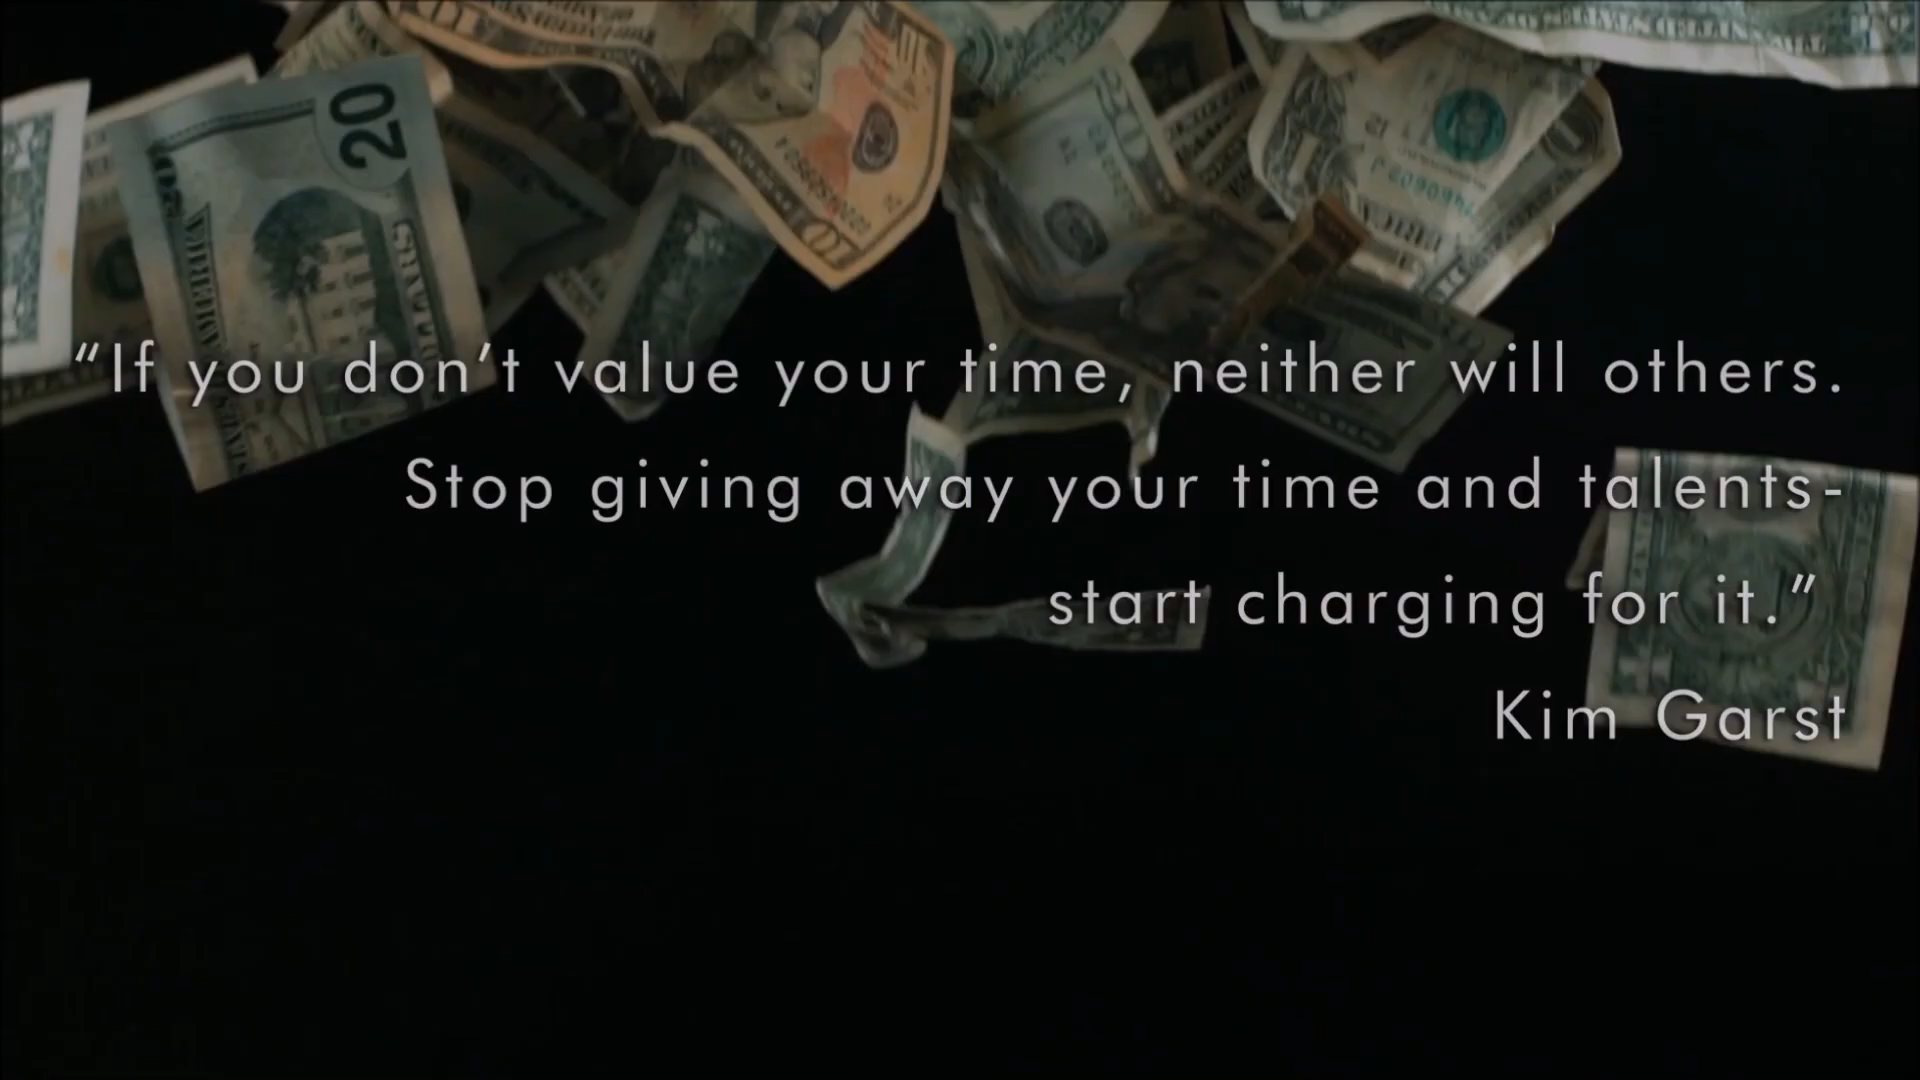 20
“If you don’t value your time, neither will others.
Stop giving away your time and talents-
start charging for it.”
Kim Garst